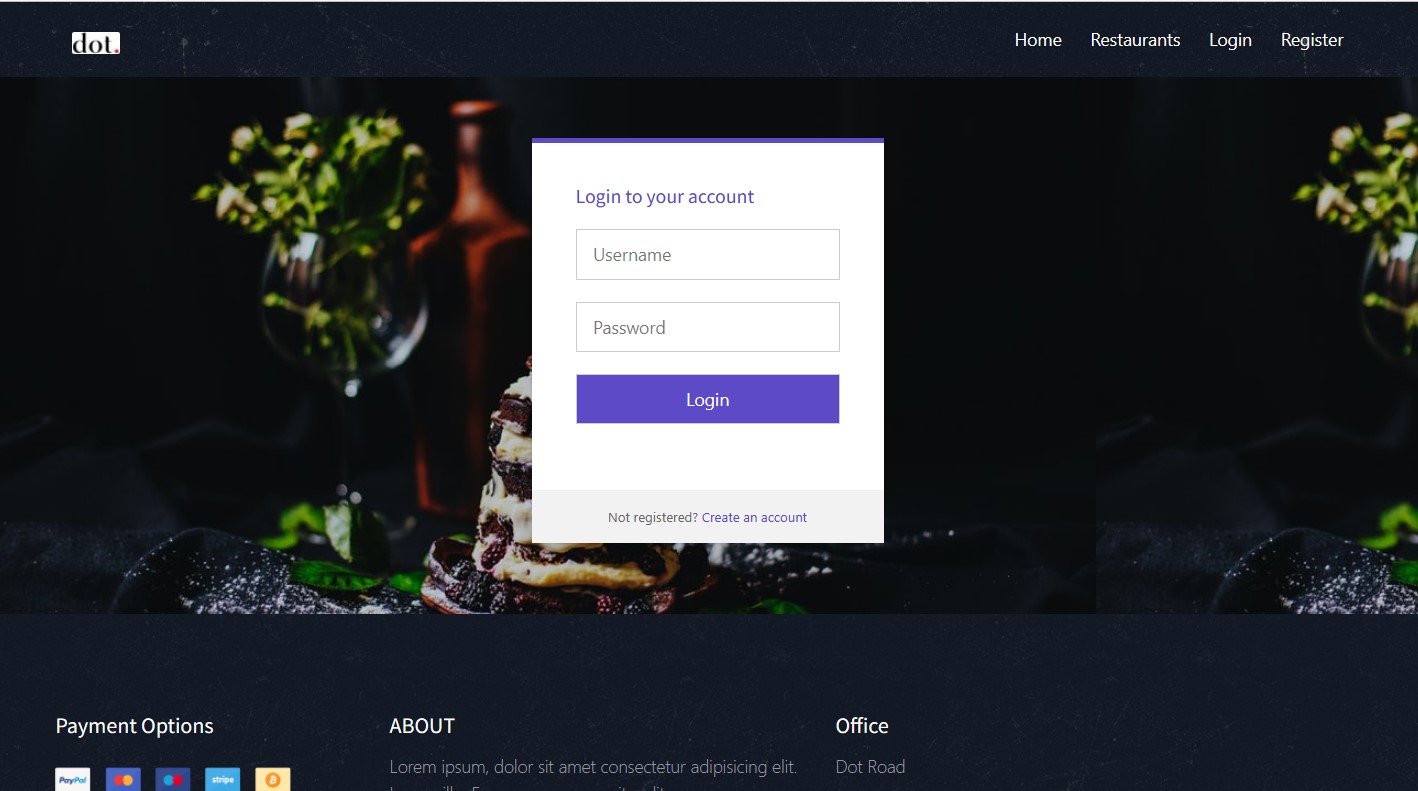 dot.
Home Restaurants Login Register
Login to your account
Username
Password
Login
Not registered? Create an account
Payment Options
PayPal
stripe
ABOUT
Lorem ipsum, dolor sit amet consectetur adipisicing elit.
Office
Dot Road